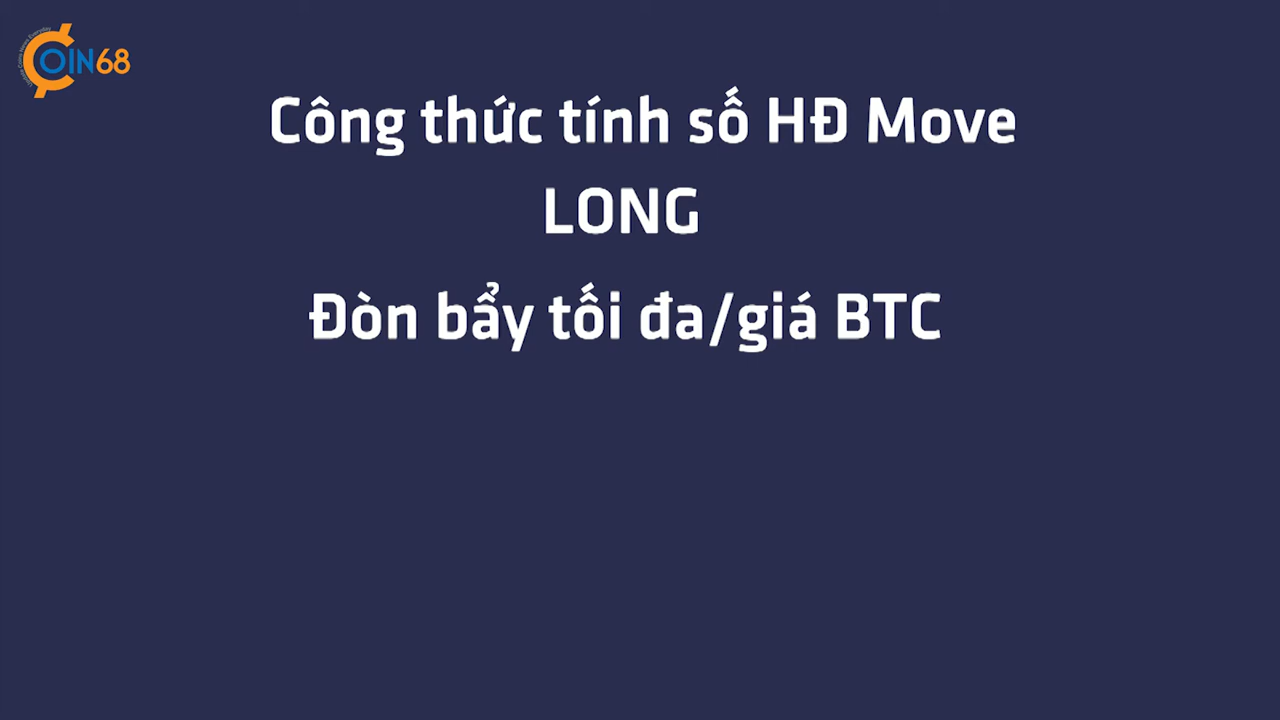 COIN68
Công thức tính số HĐ Move
LONG
Đòn bẩy tối đa/giá BTC